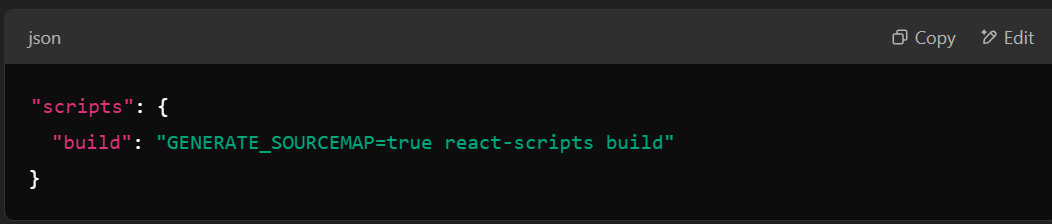 json Copy Edit
"scripts": {
"build": "GENERATE_SOURCEMAP=true react-scripts build"
}